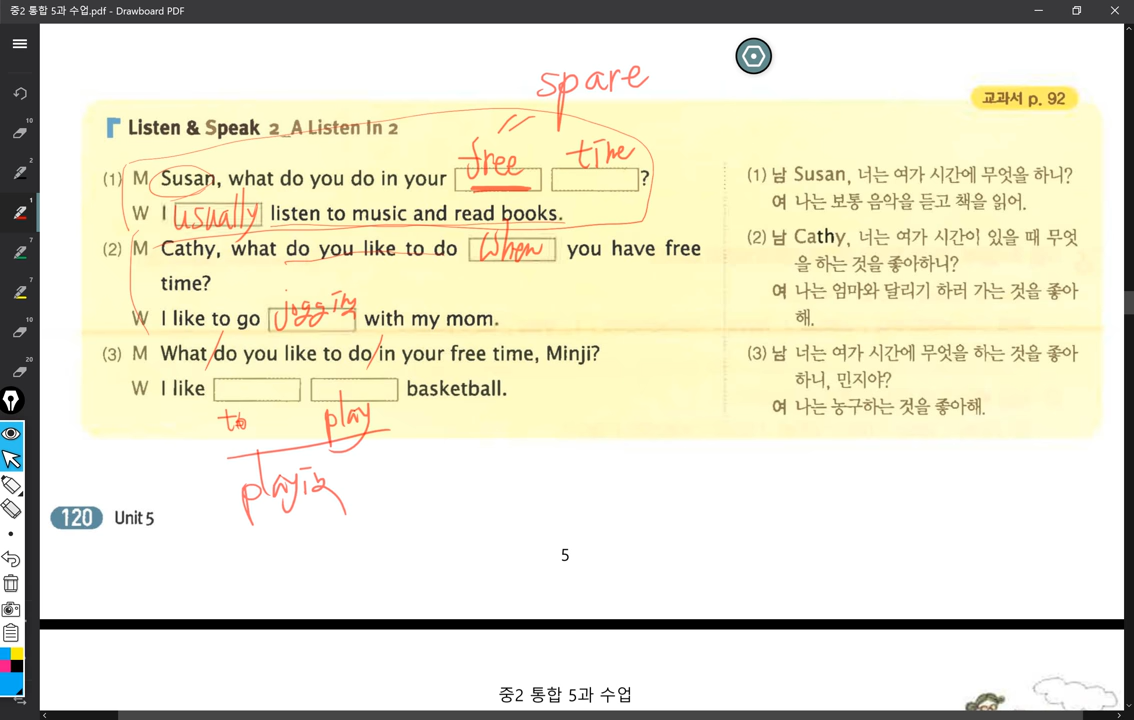 중2 통합 5과 수업.pdf - Drawboard PDF
spare
교과서 p. 92
Listen & Speak 2_A Listen In 2
(1) M Susan, what do you do in your free time?
W I usually listen to music and read books.
(2) M Cathy, what do you like to do when you have free
time?
W I like to go jogging with my mom.
(3) M What do you like to do in your free time, Minji?
W I like basketball.
to play
(1) 남 Susan, 너는 여가 시간에 무엇을 하니?
여 나는 보통 음악을 듣고 책을 읽어.
(2) 남 Cathy, 너는 여가 시간이 있을 때 무엇
을 하는 것을 좋아하니?
여 나는 엄마와 달리기 하러 가는 것을 좋아
해.
(3) 남 너는 여가 시간에 무엇을 하는 것을 좋아
하니, 민지야?
여 나는 농구하는 것을 좋아해.
120 Unit 5
5
중2 통합 5과 수업
10
2
1
7
7
10
20